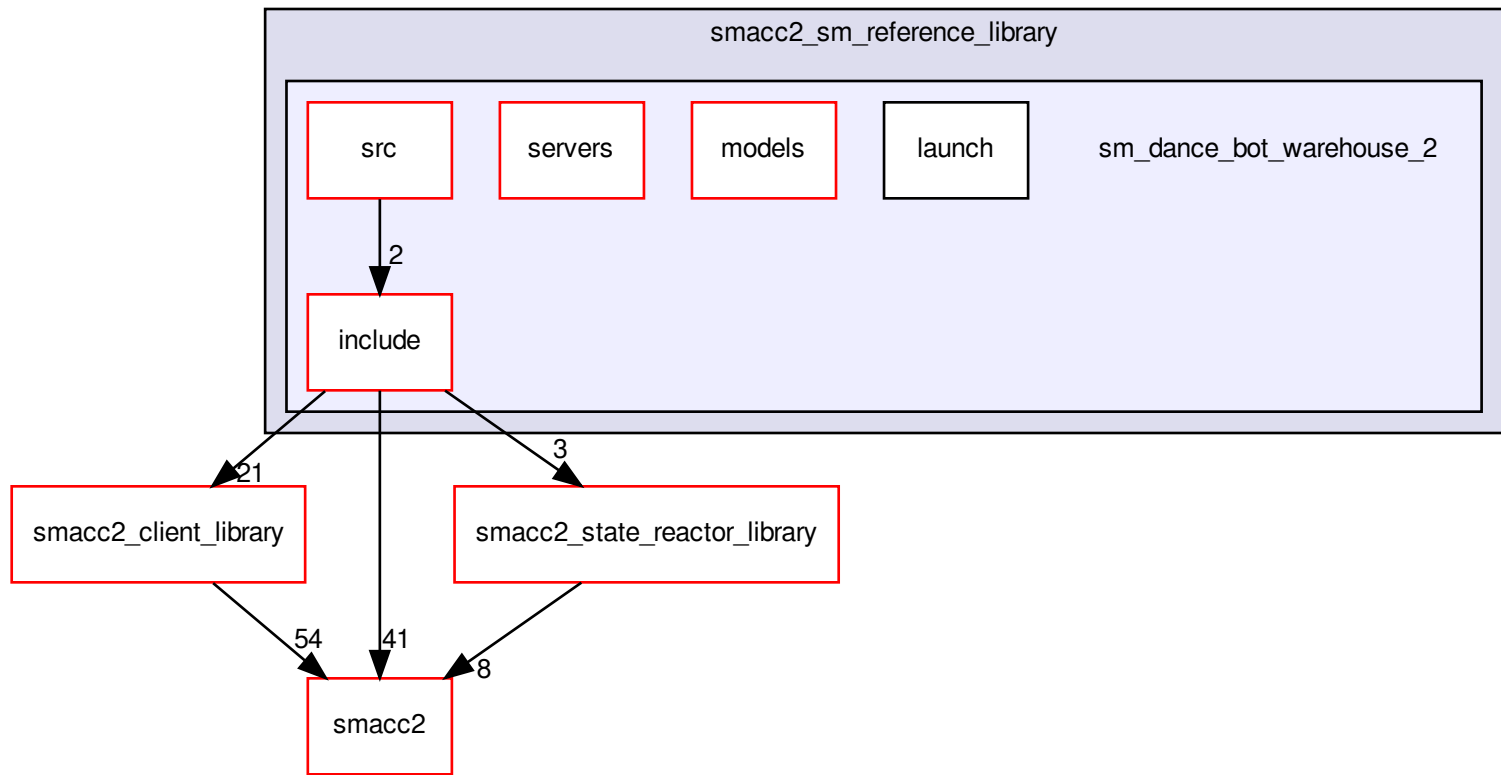 smacc2_sm_reference_library
src
servers
models
launch
sm_dance_bot_warehouse_2
2
include
21
3
smacc2_client_library
smacc2_state_reactor_library
54
41
8
smacc2